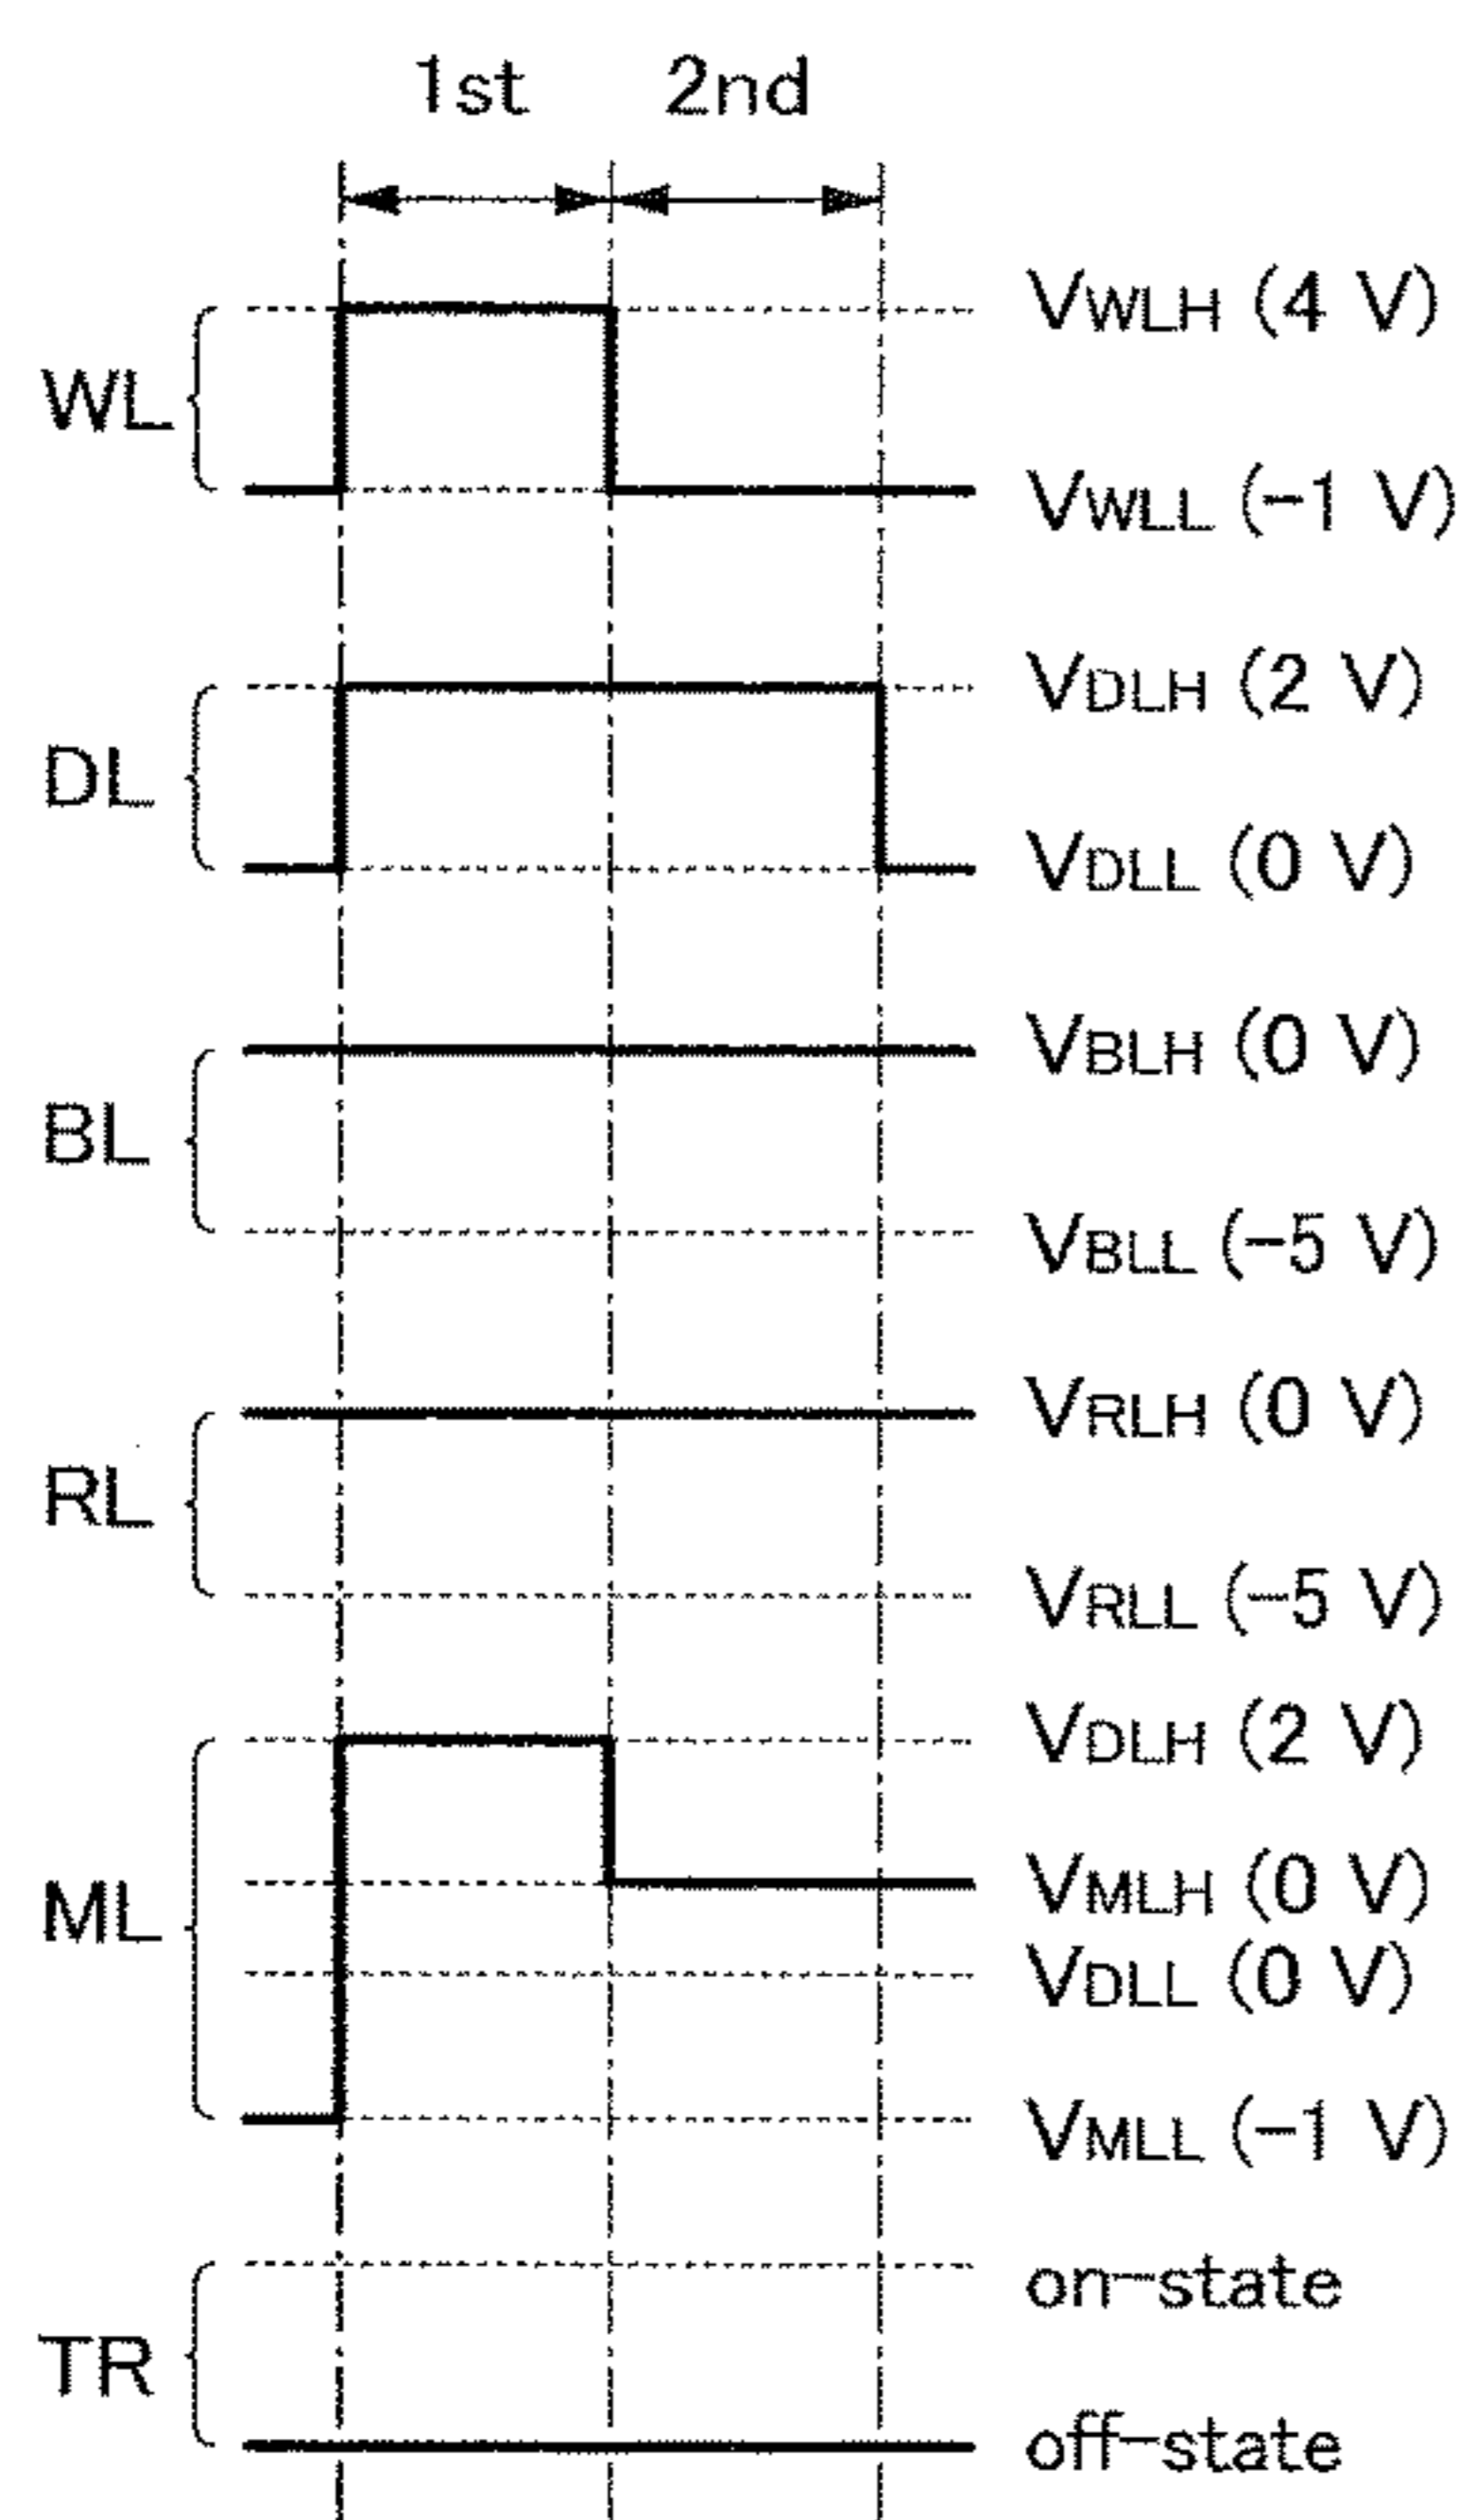 1st 2nd
VWLH (4 V)
WL
VWLL (-1 V)
VDLH (2 V)
DL
VDLL (0 V)
VBLH (0 V)
BL
VBLL (-5 V)
VRLH (0 V)
RL
VRLL (-5 V)
VDLH (2 V)
VMLH (0 V)
ML
VDLL (0 V)
VMLL (-1 V)
on-state
TR
off-state